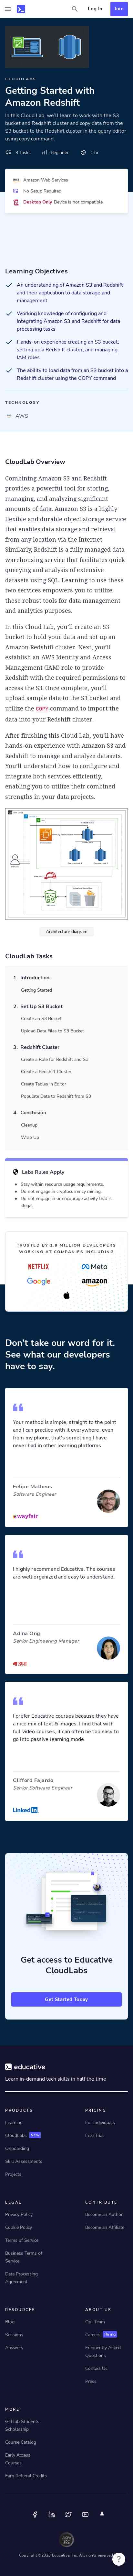 Log In
Join
CLOUDLABS
Getting Started with
Amazon Redshift
In this CloudLab, you'll learn to set up a Redshift cluster and copy data from the
S3 bucket to the Redshift cluster in the query editor using copy command.
9 Tasks
Beginner
1 hr
Amazon Web Services
No Setup Required
Desktop Only Device is not compatible.
Learning Objectives
An understanding of Amazon S3 and Redshift
and their application to data storage and
management
Working knowledge of configuring and
integrating Amazon S3 and Redshift for data
processing tasks
Hands-on experience creating an S3 bucket,
setting up a Redshift cluster, and managing
IAM roles
The ability to load data from an S3 bucket into a
Redshift cluster using the COPY command
TECHNOLOGY
AWS
CloudLab Overview
Combining Amazon S3 and Redshift
provides a powerful tool for storing,
managing, and analyzing significant
amounts of data. Amazon S3 is a highly
flexible and durable object storage service
that allows data storage and retrieval
from any location via the Internet.
Similarly, Redshift is a fully managed data
warehousing service that facilitates quick
querying and analysis of extensive
datasets using SQL. Learning to use these
two services empowers you to utilize
these robust tools for data management
and analysis purposes.
In this Cloud Lab, you'll create an S3
bucket to store data and set up an
Amazon Redshift cluster. Next, you'll
establish an AWS Identity and Access
Management (IAM) role to allow Redshift
to access S3. Once complete, you'll
upload sample data to the S3 bucket and
utilize the COPY command to import the
data into your Redshift cluster.
After finishing this Cloud Lab, you'll have
hands-on experience with Amazon S3 and
Redshift to manage and analyze datasets.
You'll understand how to configure and
integrate these services effectively,
enabling you to utilize their combined
strengths in your data projects.
Architecture diagram
CloudLab Tasks
1. Introduction
Getting Started
2. Set Up S3 Bucket
Create an S3 Bucket
Upload Data Files to S3 Bucket
3. Redshift Cluster
Create a Role for Redshift and S3
Create a Redshift Cluster
Create Tables in Editor
Populate Data to Redshift from S3
4. Conclusion
Cleanup
Wrap Up
Labs Rules Apply
Stay within resource usage requirements.
Do not engage in cryptocurrency mining.
Do not engage in or encourage activity that is
illegal.
TRUSTED BY 1.9 MILLION DEVELOPERS
WORKING AT COMPANIES INCLUDING
NETFLIX
Meta
Google
amazon
Don't take our word for it.
See what our developers
have to say.
Your method is simple, straight to the point
and I can practice with it everywhere, even
from my phone, that's something I've
never had in other learning platforms.
Felipe Matheus
Software Engineer
wayfair
I highly recommend Educative. The courses
are well organized and easy to understand.
Adina Ong
Senior Engineering Manager
I prefer Educative courses because they have
a nice mix of text & images. I find that with
video courses, it can often be too easy to
go into passive learning mode.
Clifford Fajardo
Senior Software Engineer
LinkedIn
Get access to Educative
CloudLabs
Get Started Today
educative
Learn in-demand tech skills in half the time
PRODUCTS
PRICING
Learning
For Individuals
CloudLabs New
Free Trial
Onboarding
Skill Assessments
Projects
LEGAL
CONTRIBUTE
Privacy Policy
Become an Author
Cookie Policy
Become an Affiliate
Terms of Service
Business Terms of
Service
Data Processing
Agreement
RESOURCES
ABOUT US
Blog
Our Team
Sessions
Careers Hiring
Answers
Frequently Asked
Questions
Contact Us
Press
MORE
GitHub Students
Scholarship
Course Catalog
Early Access
Courses
Earn Referral Credits
Copyright ©2023 Educative, Inc. All rights reserved.
?